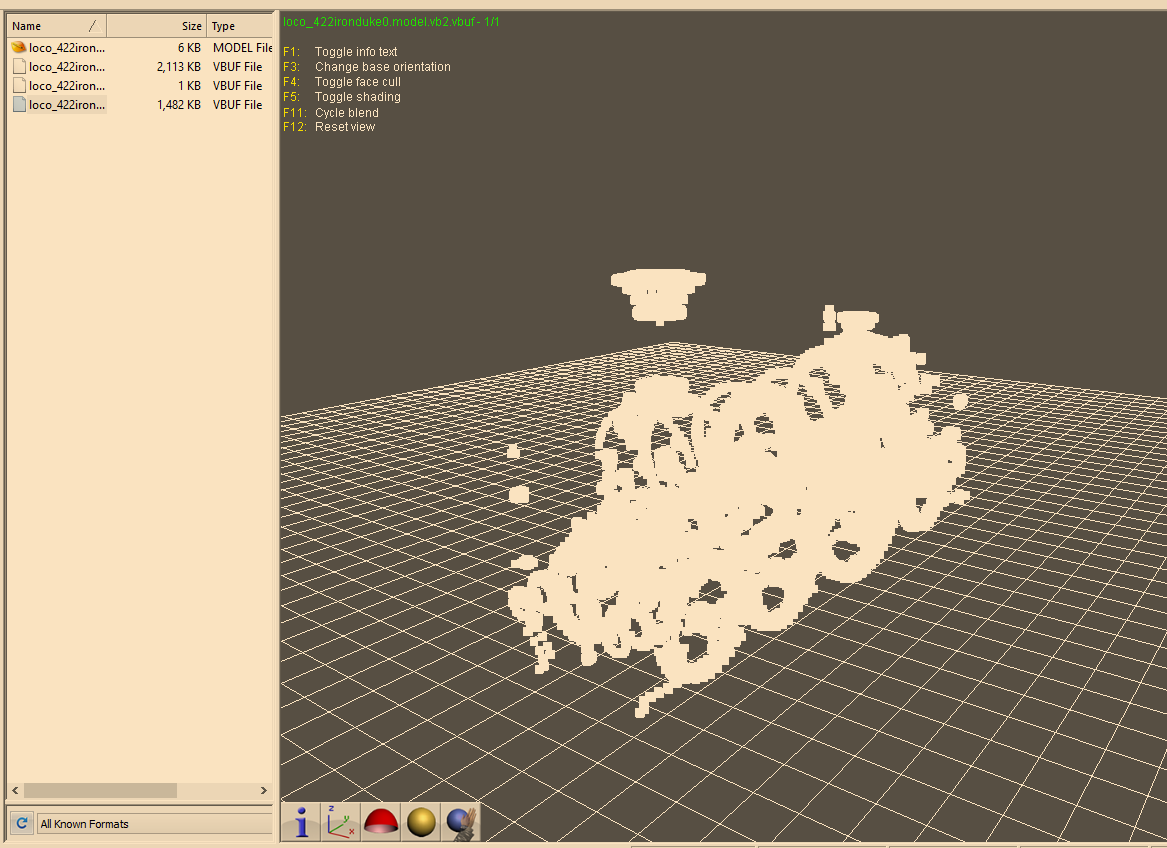 Name Size Type
loco_422iron... 6 KB MODEL File
loco_422iron... 2,113 KB VBUF File
loco_422iron... 1 KB VBUF File
loco_422iron... 1,482 KB VBUF File
All Known Formats
loco_422ironduke0.model.vb2.vbuf - 1/1
F1: Toggle info text
F3: Change base orientation
F4: Toggle face cull
F5: Toggle shading
F11: Cycle blend
F12: Reset view
z y x